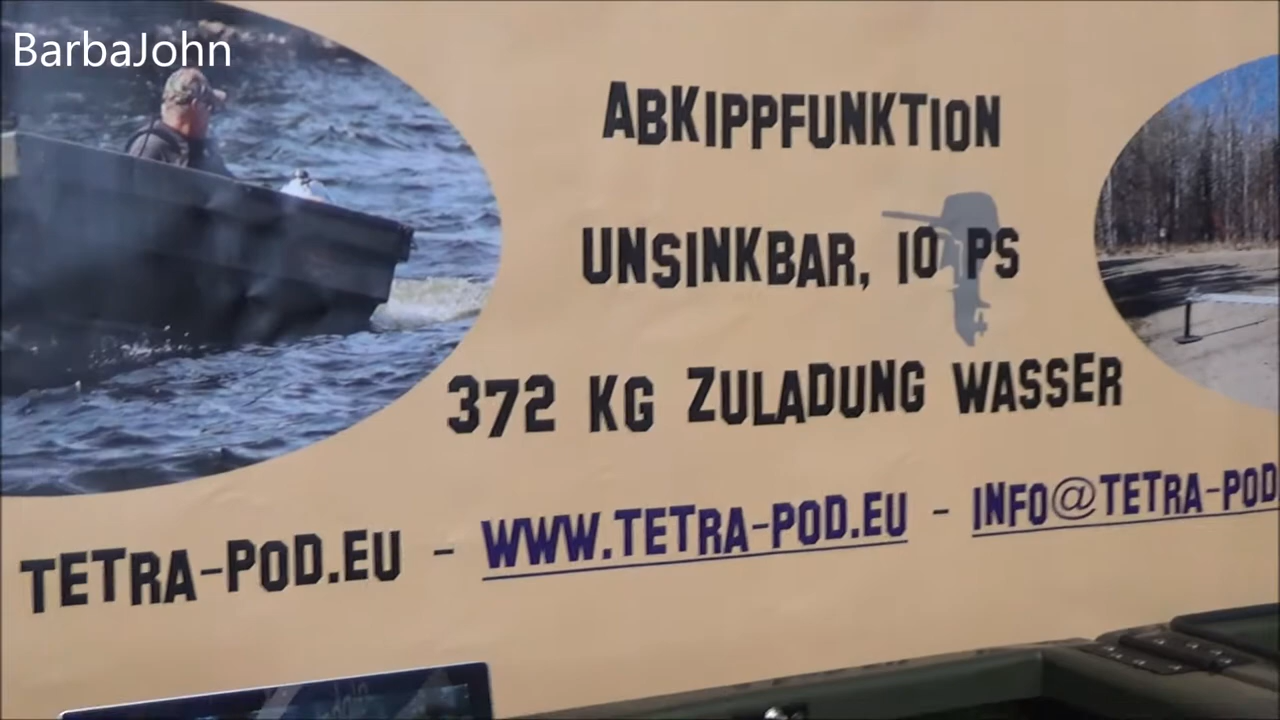 BarbaJohn
ABKIPPFUNKTION
UNSINKBAR, 10 PS
372 KG ZULADUNG WASSER
TETRA-POD.EU - WWW.TETRA-POD.EU - INFO@TETRA-POD